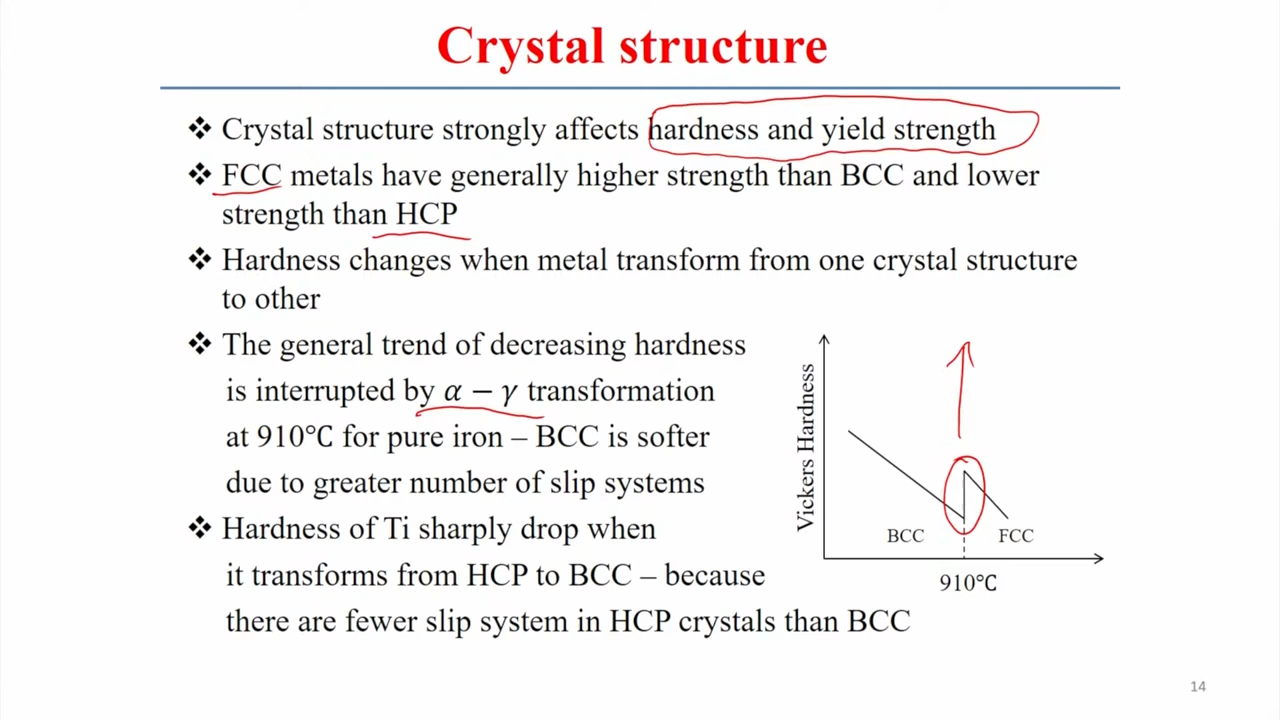 Crystal structure
❖ Crystal structure strongly affects hardness and yield strength
❖ FCC metals have generally higher strength than BCC and lower
strength than HCP
❖ Hardness changes when metal transform from one crystal structure
to other
❖ The general trend of decreasing hardness
is interrupted by α − γ transformation
at 910℃ for pure iron – BCC is softer
due to greater number of slip systems
❖ Hardness of Ti sharply drop when
it transforms from HCP to BCC – because
there are fewer slip system in HCP crystals than BCC
Vickers Hardness
BCC
FCC
910℃
14